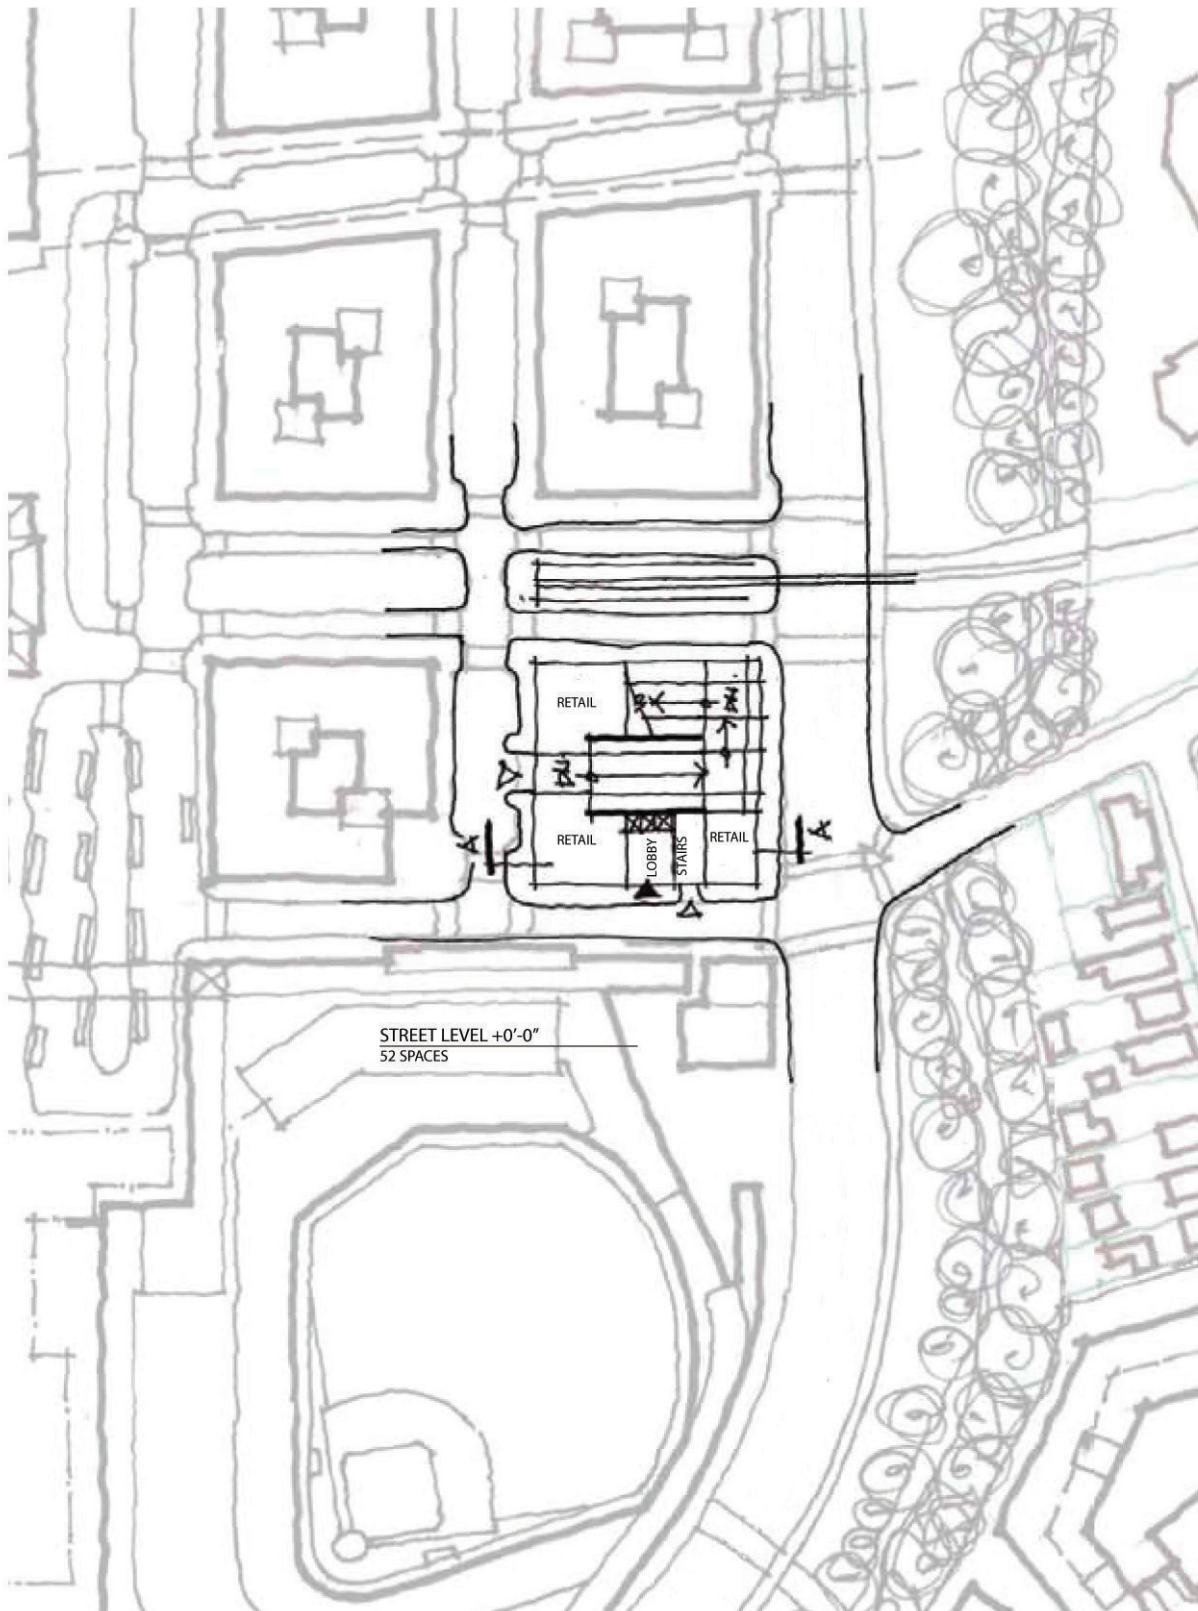 RETAIL
RETAIL
LOBBY
STAIRS
RETAIL
A
A
STREET LEVEL +0'-0"
52 SPACES